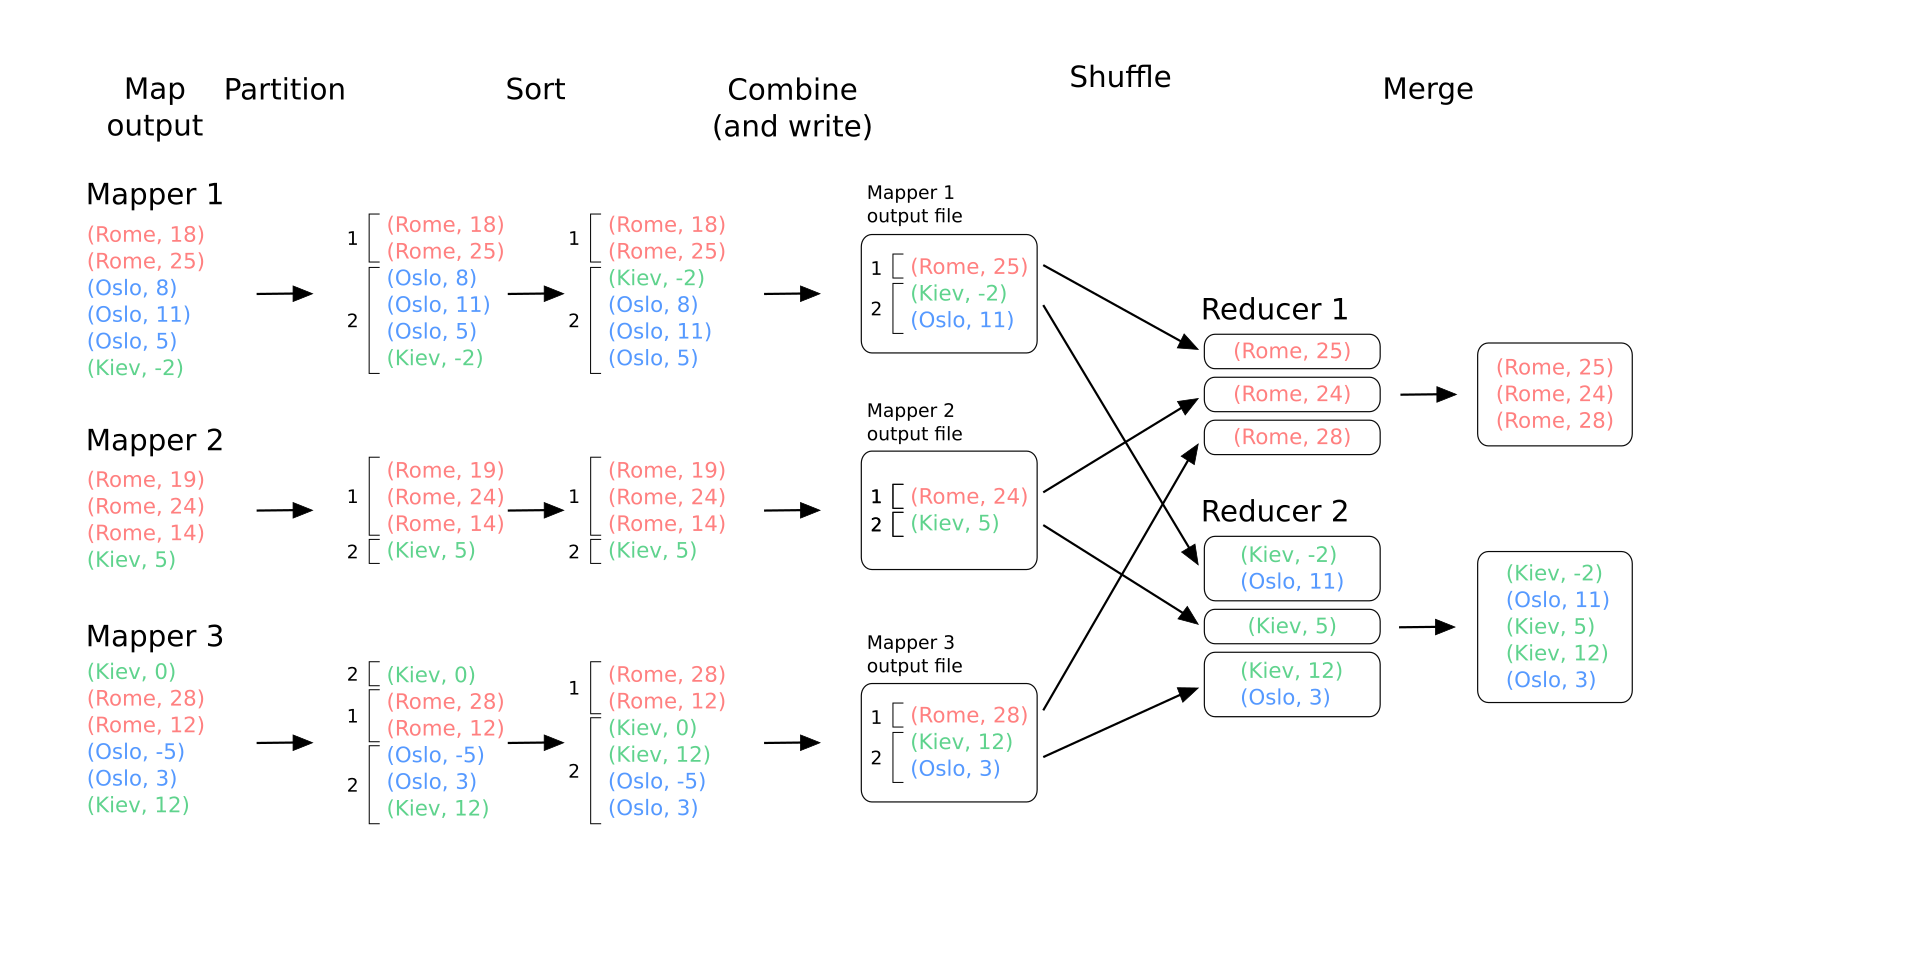 Map
output
Partition
Sort
Combine
(and write)
Shuffle
Merge
Mapper 1
(Rome, 18)
(Rome, 25)
(Oslo, 8)
(Oslo, 11)
(Oslo, 5)
(Kiev, -2)
1
(Rome, 18)
(Rome, 25)
2
(Oslo, 8)
(Oslo, 11)
(Oslo, 5)
(Kiev, -2)
1
(Rome, 18)
(Rome, 25)
2
(Kiev, -2)
(Oslo, 8)
(Oslo, 11)
(Oslo, 5)
Mapper 1
output file
1
(Rome, 25)
2
(Kiev, -2)
(Oslo, 11)
Mapper 2
(Rome, 19)
(Rome, 24)
(Rome, 14)
(Kiev, 5)
1
(Rome, 19)
(Rome, 24)
(Rome, 14)
2
(Kiev, 5)
1
(Rome, 19)
(Rome, 24)
(Rome, 14)
2
(Kiev, 5)
Mapper 2
output file
1
(Rome, 24)
2
(Kiev, 5)
Mapper 3
(Kiev, 0)
(Rome, 28)
(Rome, 12)
(Oslo, -5)
(Oslo, 3)
(Kiev, 12)
2
(Kiev, 0)
1
(Rome, 28)
(Rome, 12)
2
(Oslo, -5)
(Oslo, 3)
(Kiev, 12)
1
(Rome, 28)
(Rome, 12)
2
(Kiev, 0)
(Kiev, 12)
(Oslo, -5)
(Oslo, 3)
Mapper 3
output file
1
(Rome, 28)
2
(Kiev, 12)
(Oslo, 3)
Reducer 1
(Rome, 25)
(Rome, 24)
(Rome, 28)
(Rome, 25)
(Rome, 24)
(Rome, 28)
Reducer 2
(Kiev, -2)
(Oslo, 11)
(Kiev, 5)
(Kiev, 12)
(Oslo, 3)
(Kiev, -2)
(Oslo, 11)
(Kiev, 5)
(Kiev, 12)
(Oslo, 3)